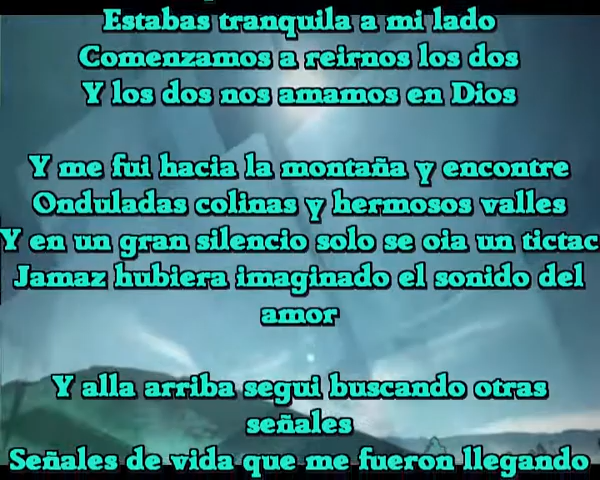 Estabas tranquila a mi lado
Comenzamos a reirnos los dos
Y los dos nos amamos en Dios
Y me fui hacia la montaña y encontre
Onduladas colinas y hermosos valles
Y en un gran silencio solo se oia un tictac
Jamaz hubiera imaginado el sonido del
amor
Y alla arriba segui buscando otras
señales
Señales de vida que me fueron llegando